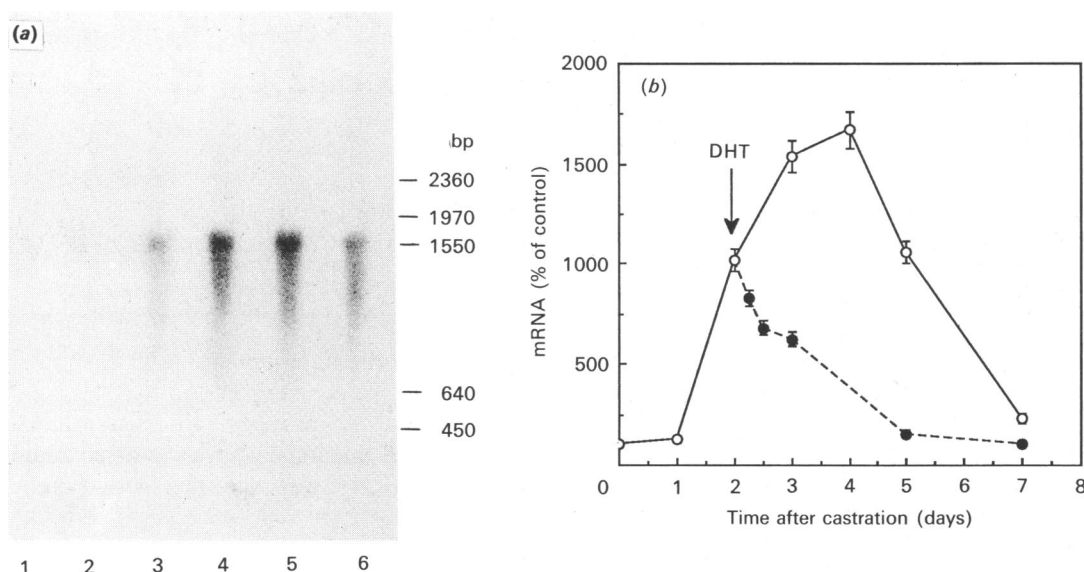 (a)
bp
2360
1970
1550
640
450
1 2 3 4 5 6
(b)
DHT
mRNA (% of control)
2000
1500
1000
500
0 1 2 3 4 5 6 7 8
Time after castration (days)